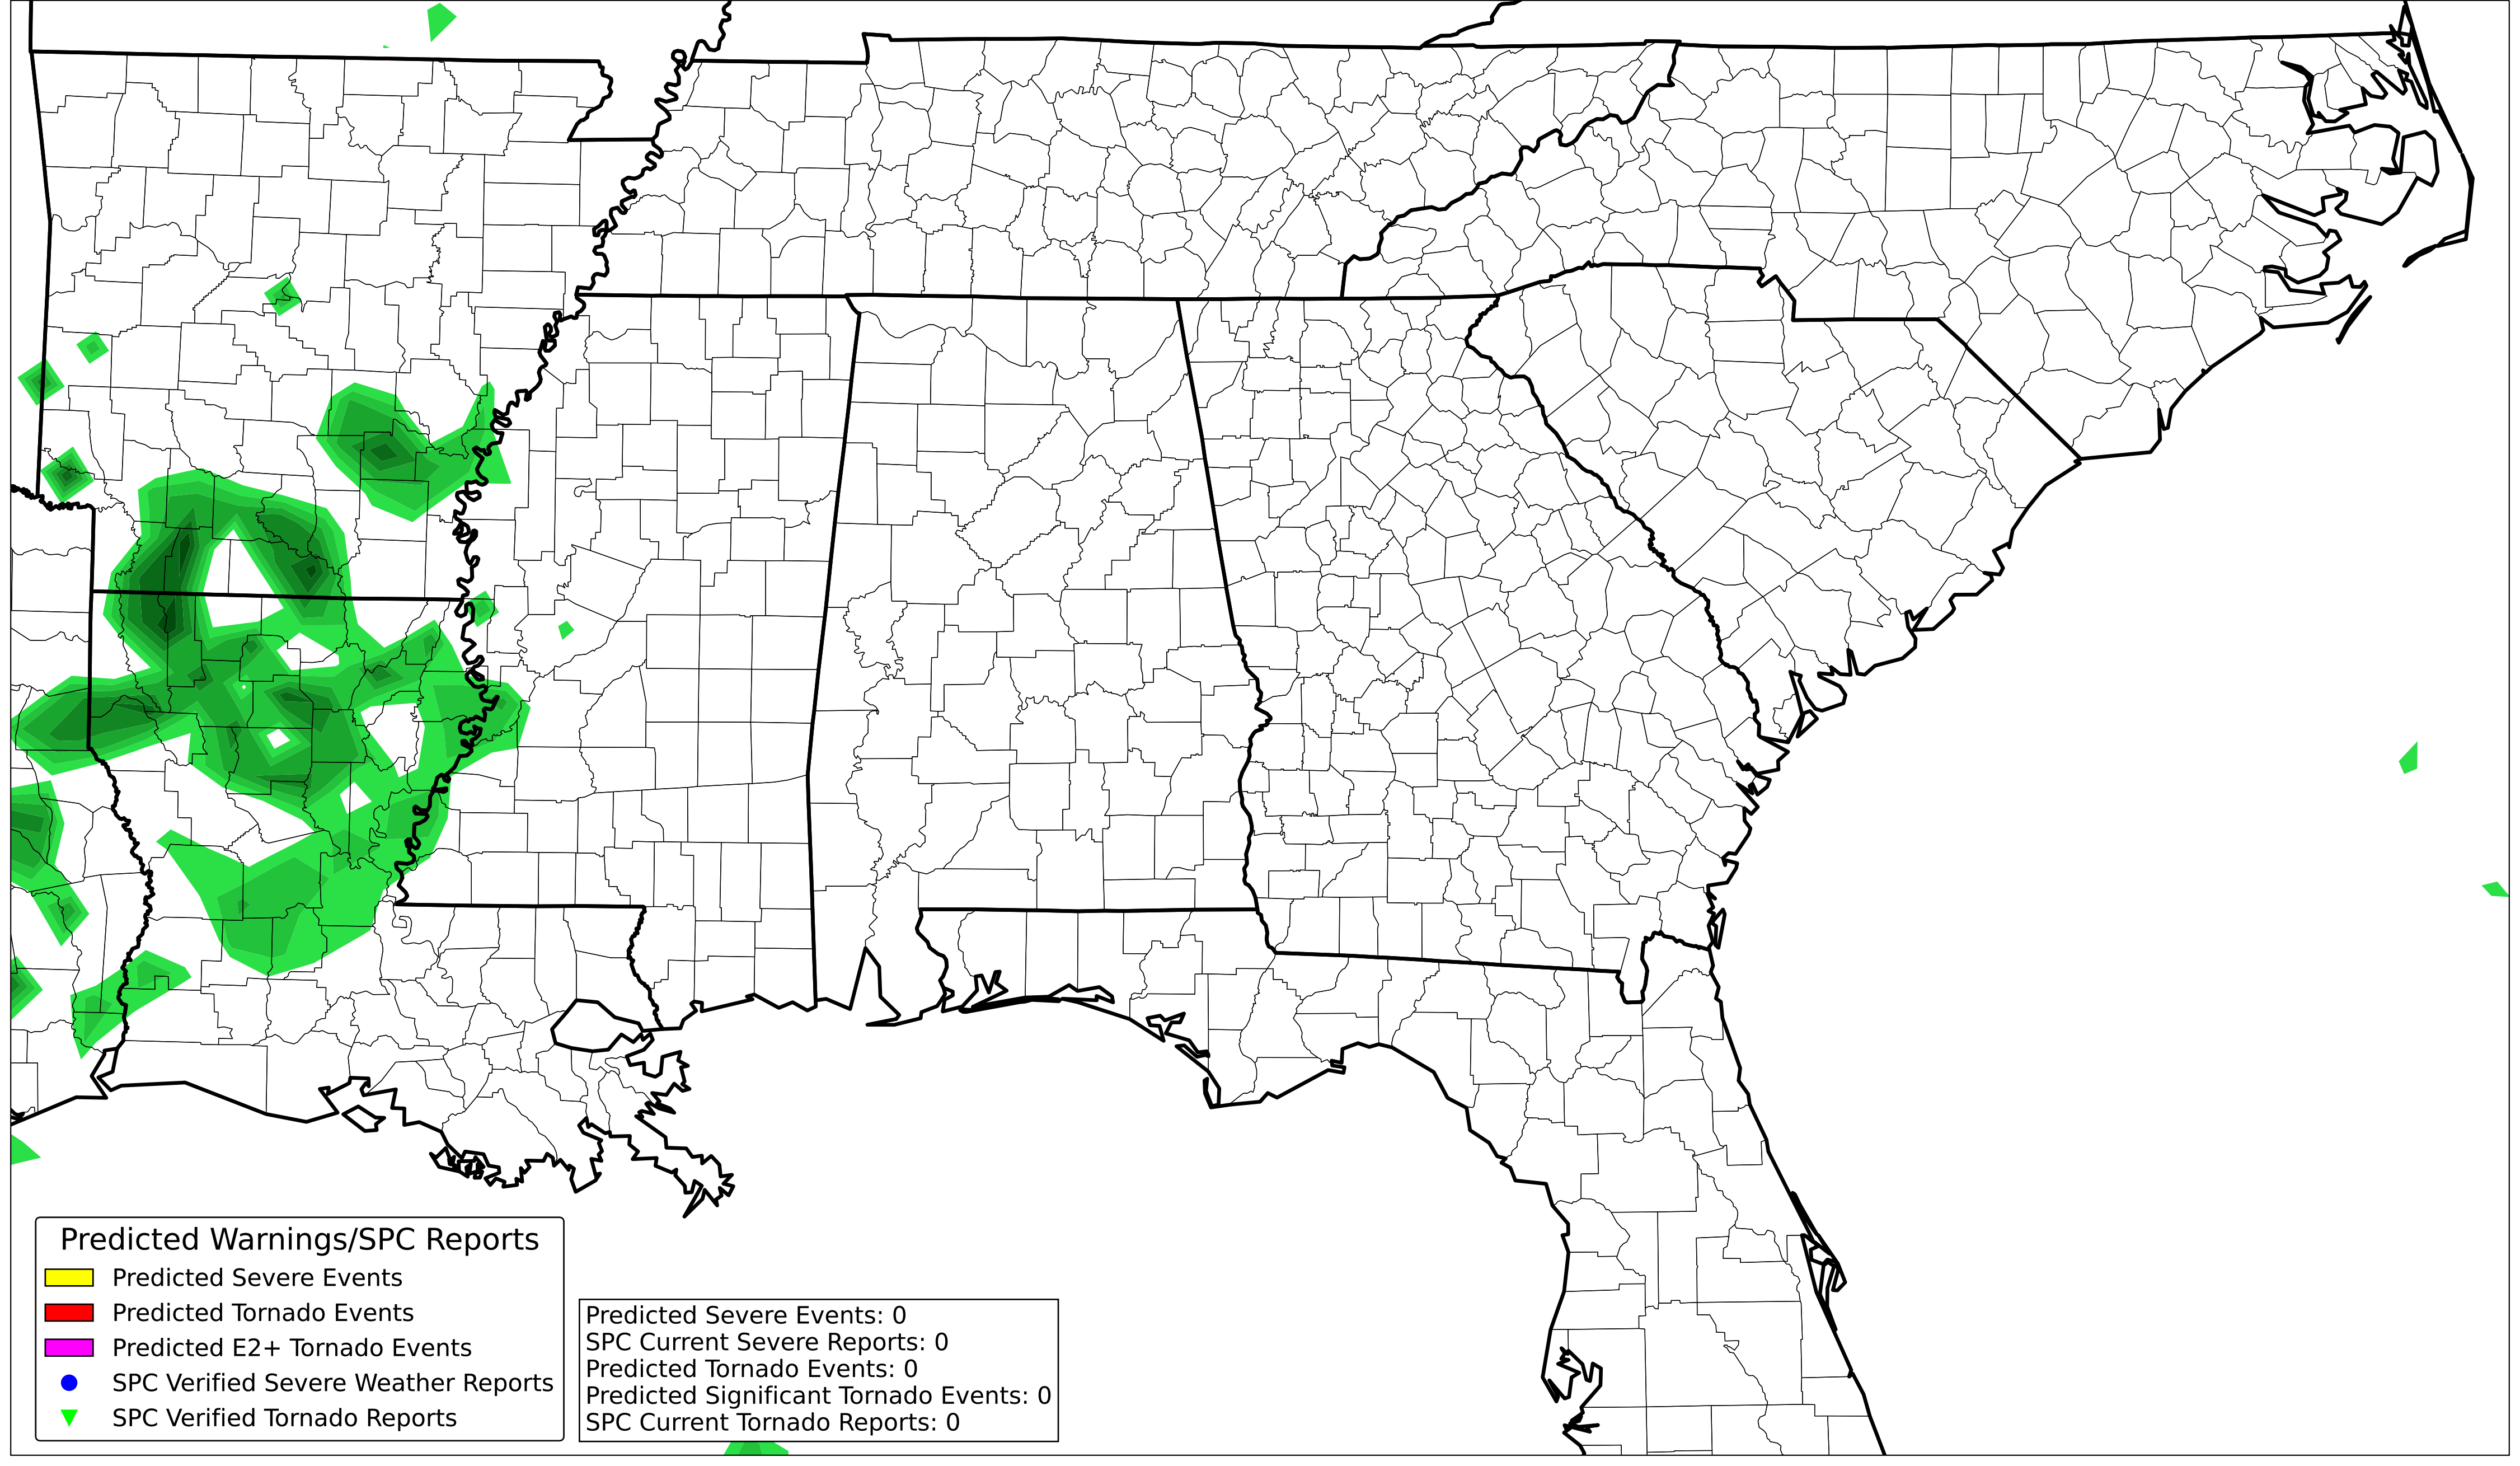 Predicted Warnings/SPC Reports
Predicted Severe Events
Predicted Tornado Events
Predicted E2+ Tornado Events
SPC Verified Severe Weather Reports
SPC Verified Tornado Reports
Predicted Severe Events: 0
SPC Current Severe Reports: 0
Predicted Tornado Events: 0
Predicted Significant Tornado Events: 0
SPC Current Tornado Reports: 0